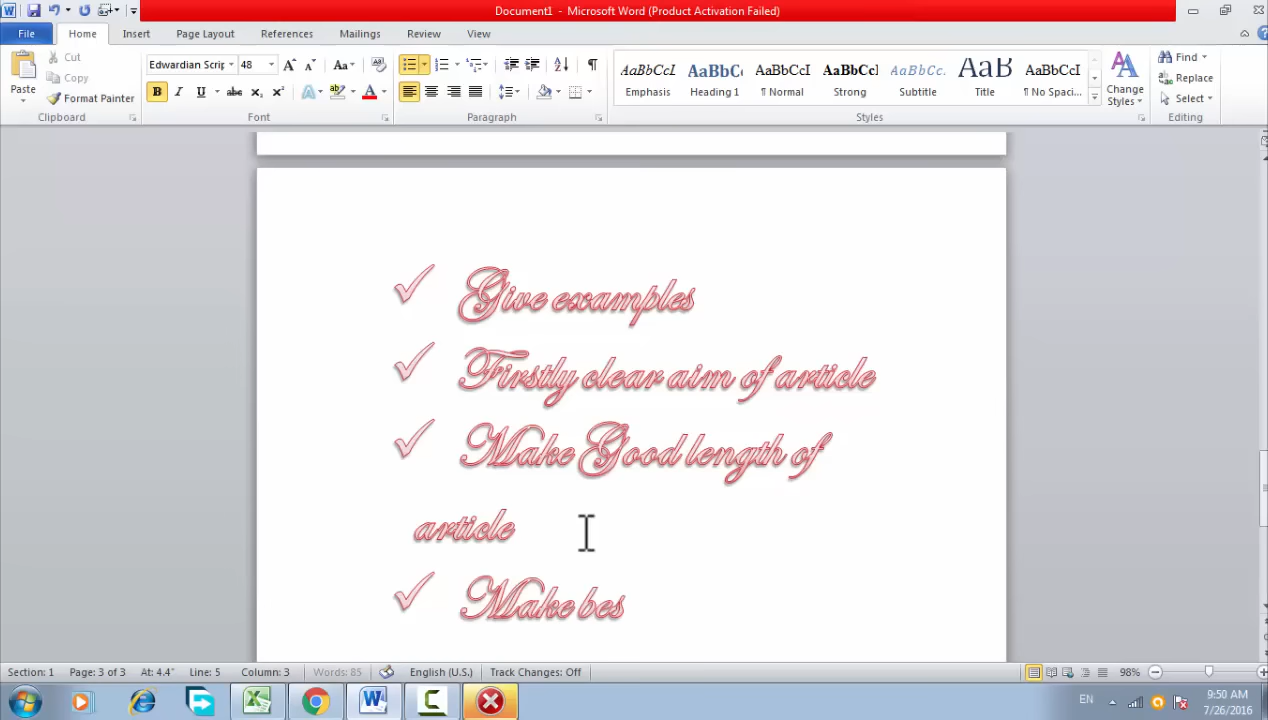 Document1 - Microsoft Word (Product Activation Failed)
File Home Insert Page Layout References Mailings Review View
Paste
Cut
Copy
Format Painter
Clipboard
Edwardian Scrip 48
Font
Paragraph
AaBbCcI AaBbCc AaBbCcI AaBbCcI AaBbCc. AaB AaBbCcI
Emphasis Heading 1 ¶ Normal Strong Subtitle Title ¶ No Spaci...
Styles
Change
Styles
Find
Replace
Select
Editing
✓ Give examples
✓ Firstly clear aim of article
✓ Make Good length of
article
✓ Make bes
Section: 1 Page: 3 of 3 At: 4.4" Line: 5 Column: 3 Words: 85 English (U.S.) Track Changes: Off 98%
EN 9:50 AM
7/26/2016